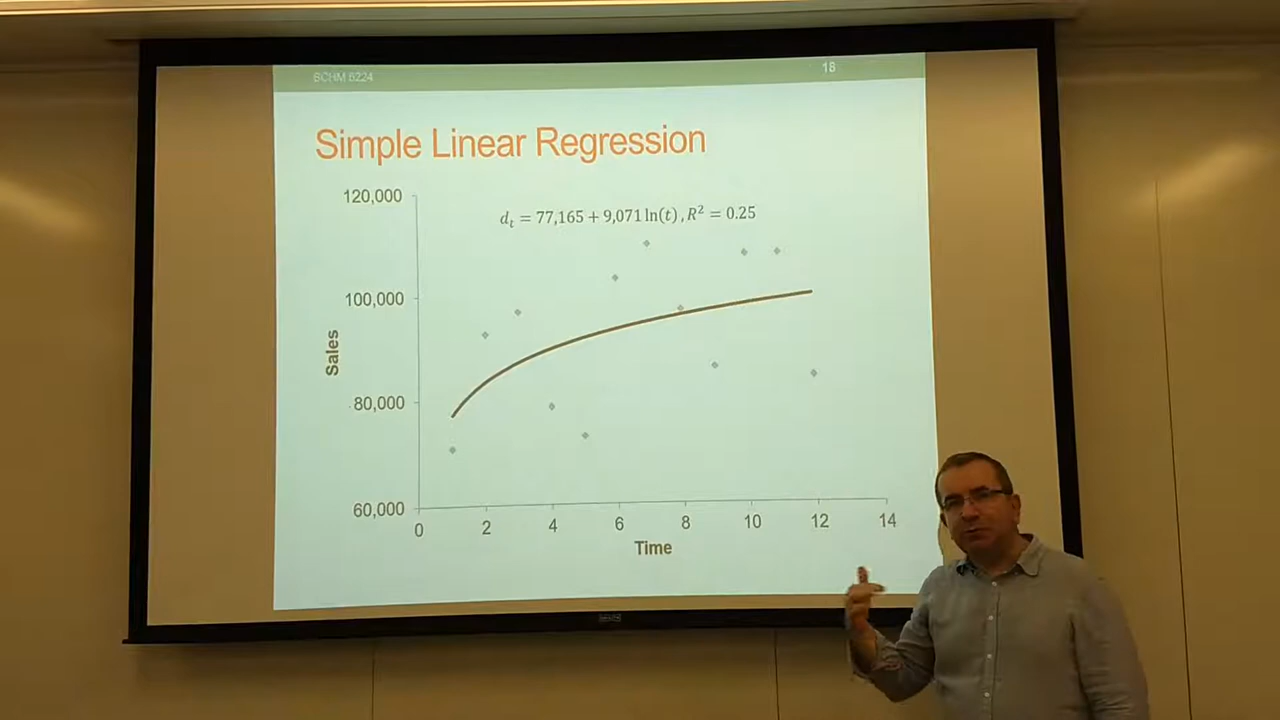 BCHM 6224
18
Simple Linear Regression
120,000
d_t = 77,165 + 9,071 ln(t), R² = 0.25
100,000
Sales
80,000
60,000
0 2 4 6 8 10 12 14
Time